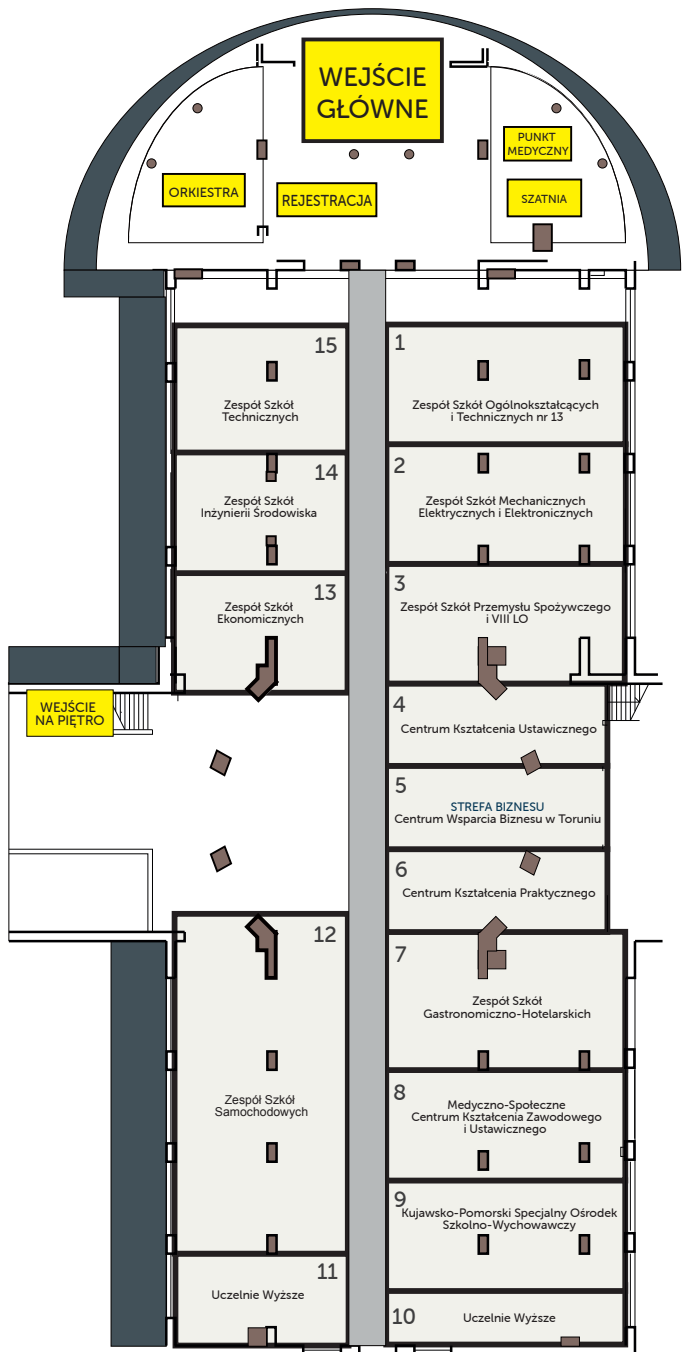 WEJŚCIE
GŁÓWNE
PUNKT
MEDYCZNY
ORKIESTRA
REJESTRACJA
SZATNIA
15
Zespół Szkół
Technicznych
1
Zespół Szkół Ogólnokształcących
i Technicznych nr 13
14
Zespół Szkół
Inżynierii Środowiska
2
Zespół Szkół Mechanicznych
Elektrycznych i Elektronicznych
13
Zespół Szkół
Ekonomicznych
3
Zespół Szkół Przemysłu Spożywczego
i VIII LO
WEJŚCIE
NA PIĘTRO
4
Centrum Kształcenia Ustawicznego
5
STREFA BIZNESU
Centrum Wsparcia Biznesu w Toruniu
6
Centrum Kształcenia Praktycznego
12
Zespół Szkół
Samochodowych
7
Zespół Szkół
Gastronomiczno-Hotelarskich
8
Medyczno-Społeczne
Centrum Kształcenia Zawodowego
i Ustawicznego
9
Kujawsko-Pomorski Specjalny Ośrodek
Szkolno-Wychowawczy
11
Uczelnie Wyższe
10
Uczelnie Wyższe